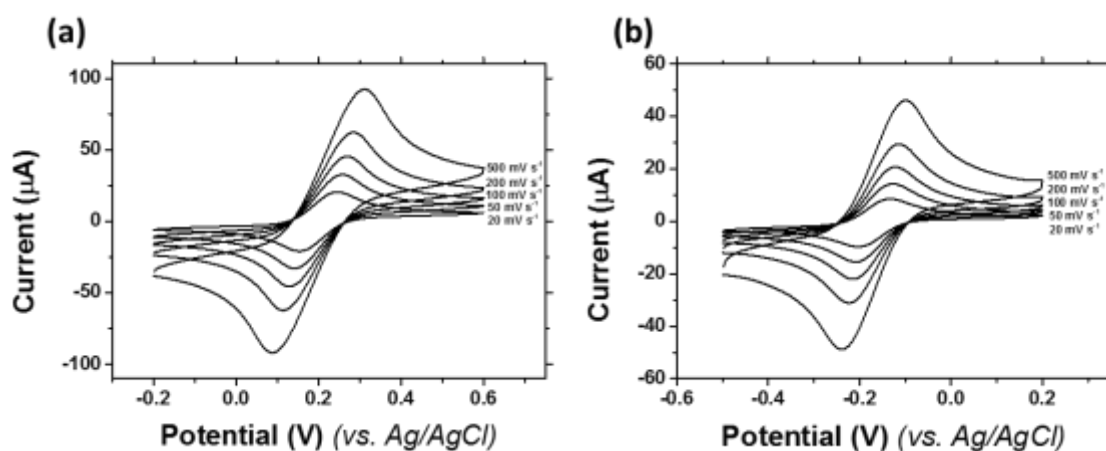 (a)
100
50
0
-50
-100
Current (µA)
500 mV s⁻¹
200 mV s⁻¹
100 mV s⁻¹
50 mV s⁻¹
20 mV s⁻¹
-0.2 0.0 0.2 0.4 0.6
Potential (V) (vs. Ag/AgCl)
(b)
60
40
20
0
-20
-40
-60
Current (µA)
500 mV s⁻¹
200 mV s⁻¹
100 mV s⁻¹
50 mV s⁻¹
20 mV s⁻¹
-0.6 -0.4 -0.2 0.0 0.2
Potential (V) (vs. Ag/AgCl)